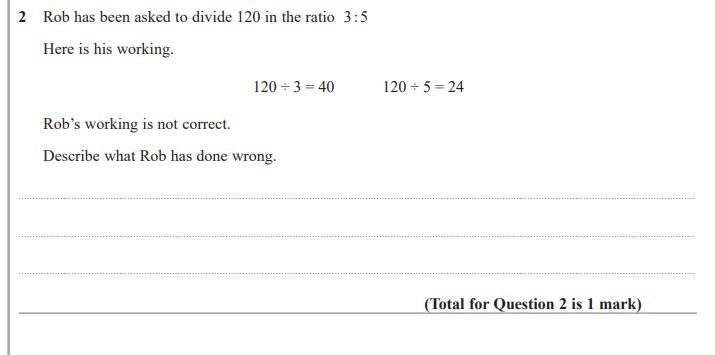 2 Rob has been asked to divide 120 in the ratio 3 : 5
Here is his working.
120 ÷ 3 = 40 120 ÷ 5 = 24
Rob’s working is not correct.
Describe what Rob has done wrong.
(Total for Question 2 is 1 mark)